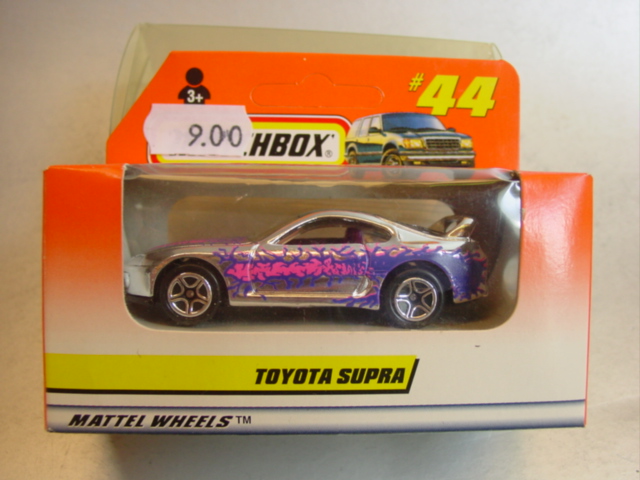 #44
3+
9.00
HBOX®
TOYOTA SUPRA
MATTEL WHEELS™